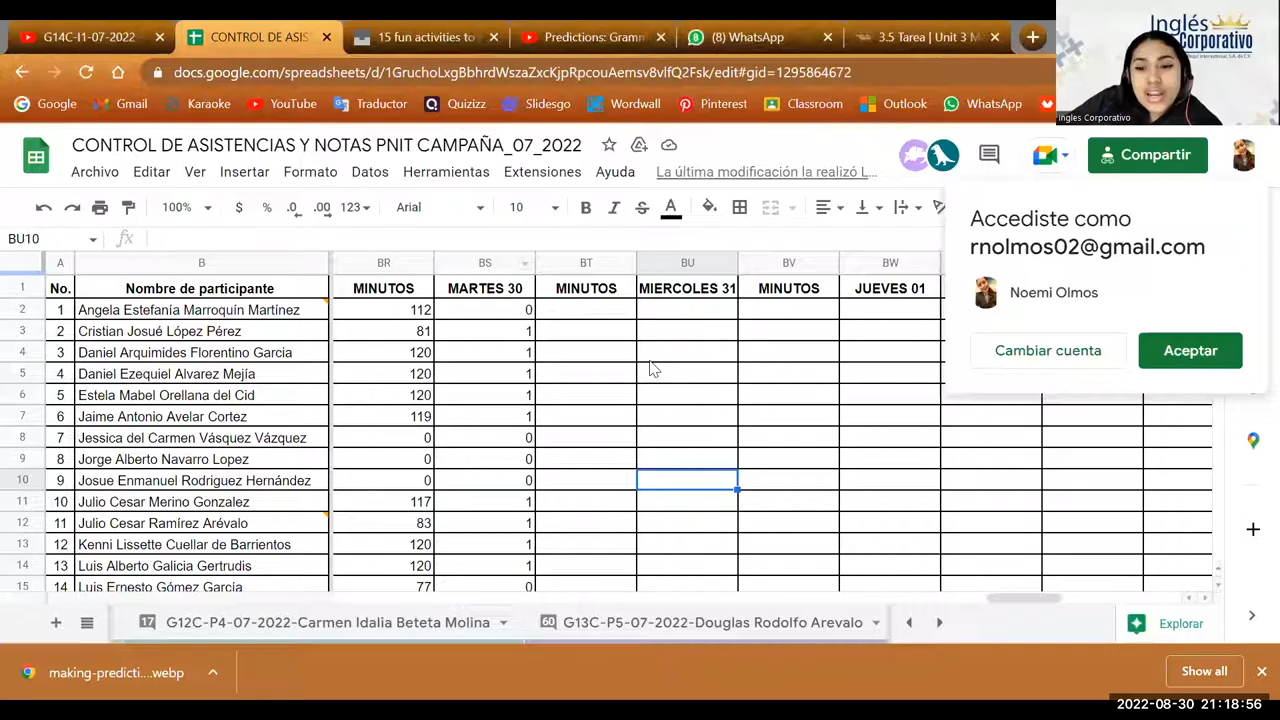 G14C-I1-07-2022
CONTROL DE ASIS
15 fun activities to
Predictions: Gramm
(8) WhatsApp
3.5 Tarea | Unit 3 M
Inglés
Corporativo
docs.google.com/spreadsheets/d/1GruchoLxgBbhrdWszaZxcKjpRpcouAemsv8vlfQ2Fsk/edit#gid=1295864672
Google Gmail Karaoke YouTube Traductor Quizizz Slidesgo Wordwall Pinterest Classroom Outlook WhatsApp
Ingles Corporativo
CONTROL DE ASISTENCIAS Y NOTAS PNIT CAMPAÑA_07_2022
Compartir
Archivo Editar Ver Insertar Formato Datos Herramientas Extensiones Ayuda La última modificación la realizó L...
100% $ % .0 .00 123 Arial 10 B I S A
BU10 fx
Accediste como
rnolmos02@gmail.com
Noemi Olmos
Cambiar cuenta Aceptar
A B BR BS BT BU BV BW
1 No. Nombre de participante MINUTOS MARTES 30 MINUTOS MIERCOLES 31 MINUTOS JUEVES 01
2 1 Angela Estefanía Marroquín Martínez 112 0
3 2 Cristian Josué López Pérez 81 1
4 3 Daniel Arquimides Florentino Garcia 120 1
5 4 Daniel Ezequiel Alvarez Mejía 120 1
6 5 Estela Mabel Orellana del Cid 120 1
7 6 Jaime Antonio Avelar Cortez 119 1
8 7 Jessica del Carmen Vásquez Vázquez 0 0
9 8 Jorge Alberto Navarro Lopez 0 0
10 9 Josue Enmanuel Rodriguez Hernández 0 0
11 10 Julio Cesar Merino Gonzalez 117 1
12 11 Julio Cesar Ramírez Arévalo 83 1
13 12 Kenni Lissette Cuellar de Barrientos 120 1
14 13 Luis Alberto Galicia Gertrudis 120 1
15 14 Luis Ernesto Gómez García 77 0
17 G12C-P4-07-2022-Carmen Idalia Beteta Molina
60 G13C-P5-07-2022-Douglas Rodolfo Arevalo
Explorar
making-predicti....webp
Show all
2022-08-30 21:18:56